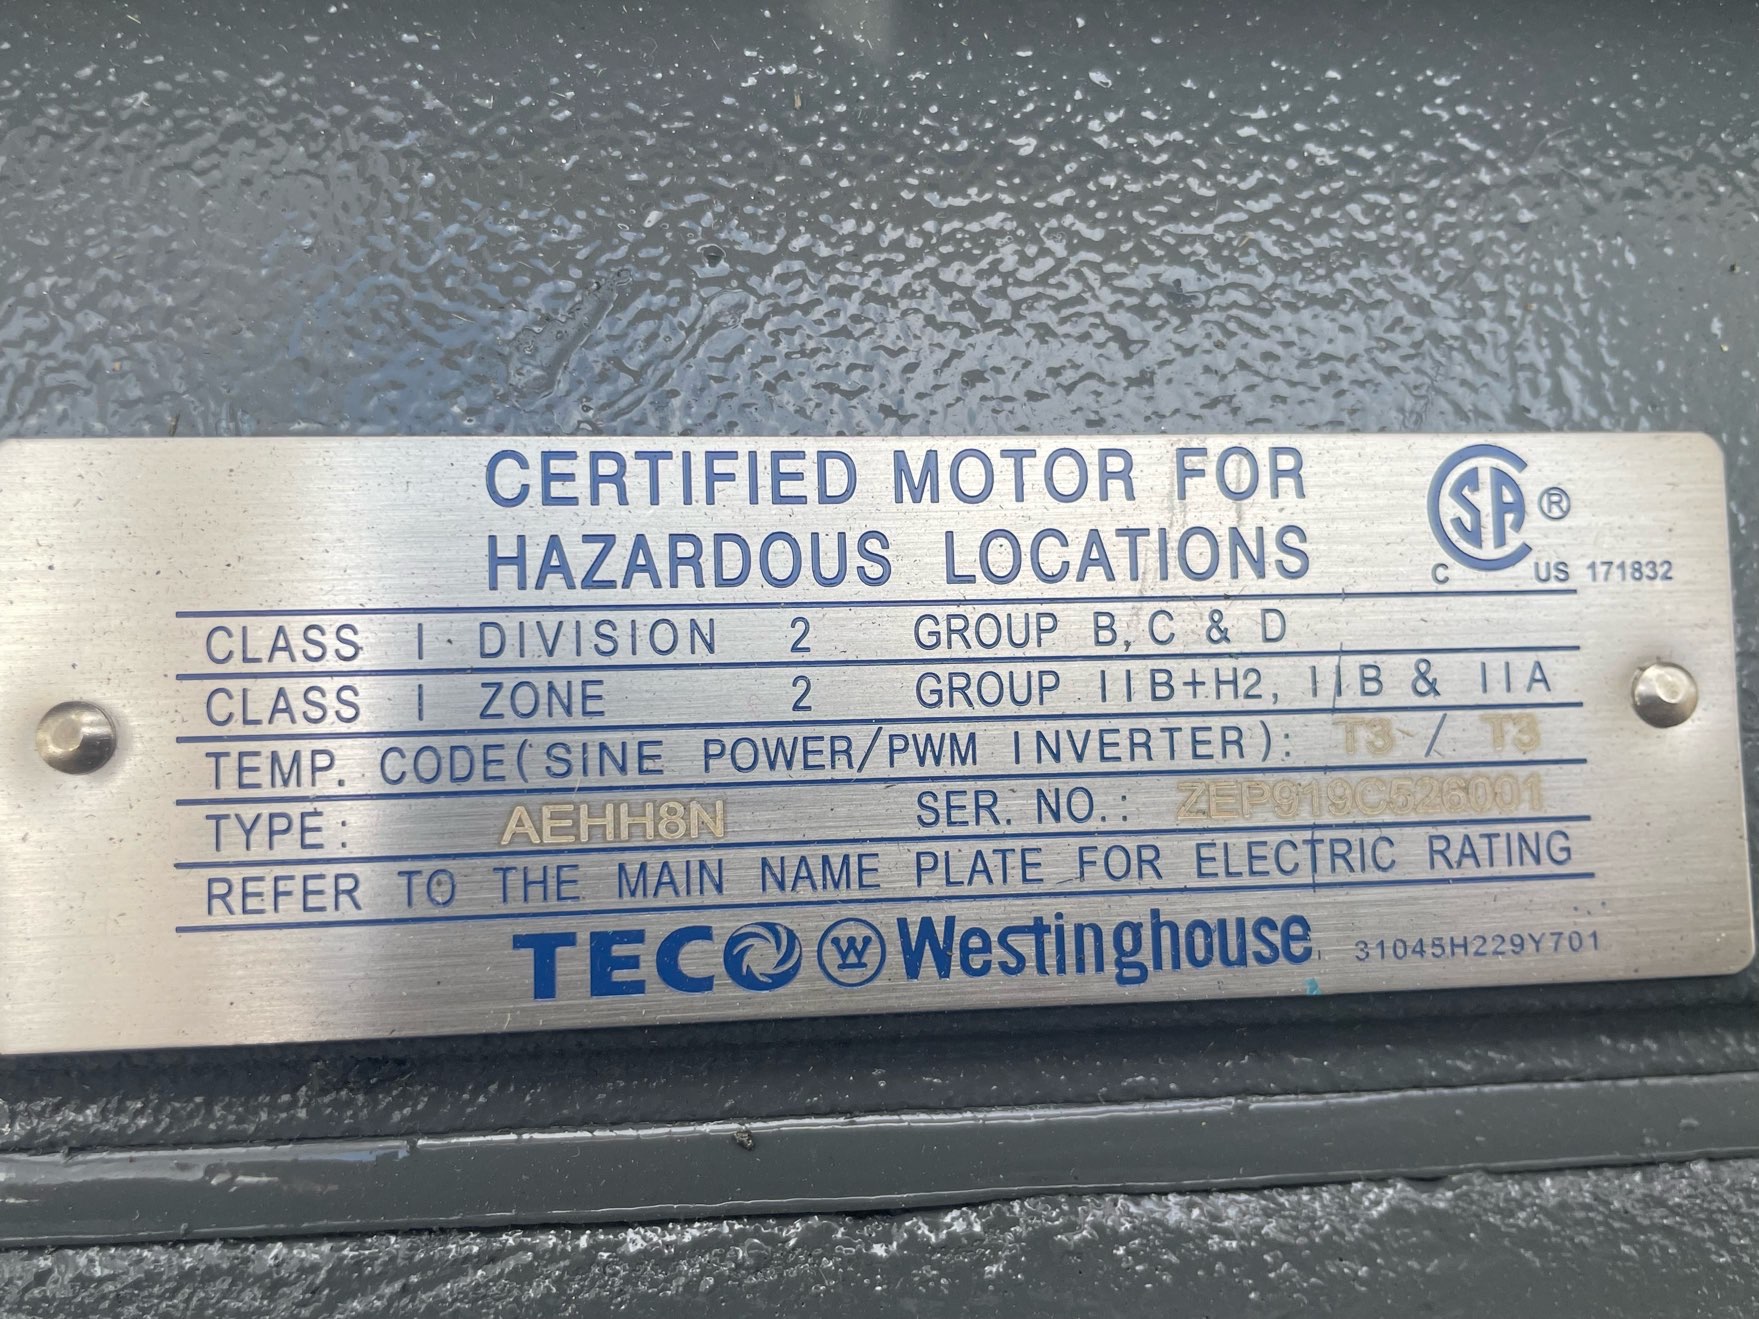 CERTIFIED MOTOR FOR
HAZARDOUS LOCATIONS
CSA ®
C US 171832
CLASS I DIVISION 2 GROUP B, C & D
CLASS I ZONE 2 GROUP IIB+H2, IIB & IIA
TEMP. CODE(SINE POWER/PWM INVERTER): T3 / T3
TYPE: AEHH8N SER. NO.: ZEP919C526001
REFER TO THE MAIN NAME PLATE FOR ELECTRIC RATING
TECO W Westinghouse 31045H229Y701